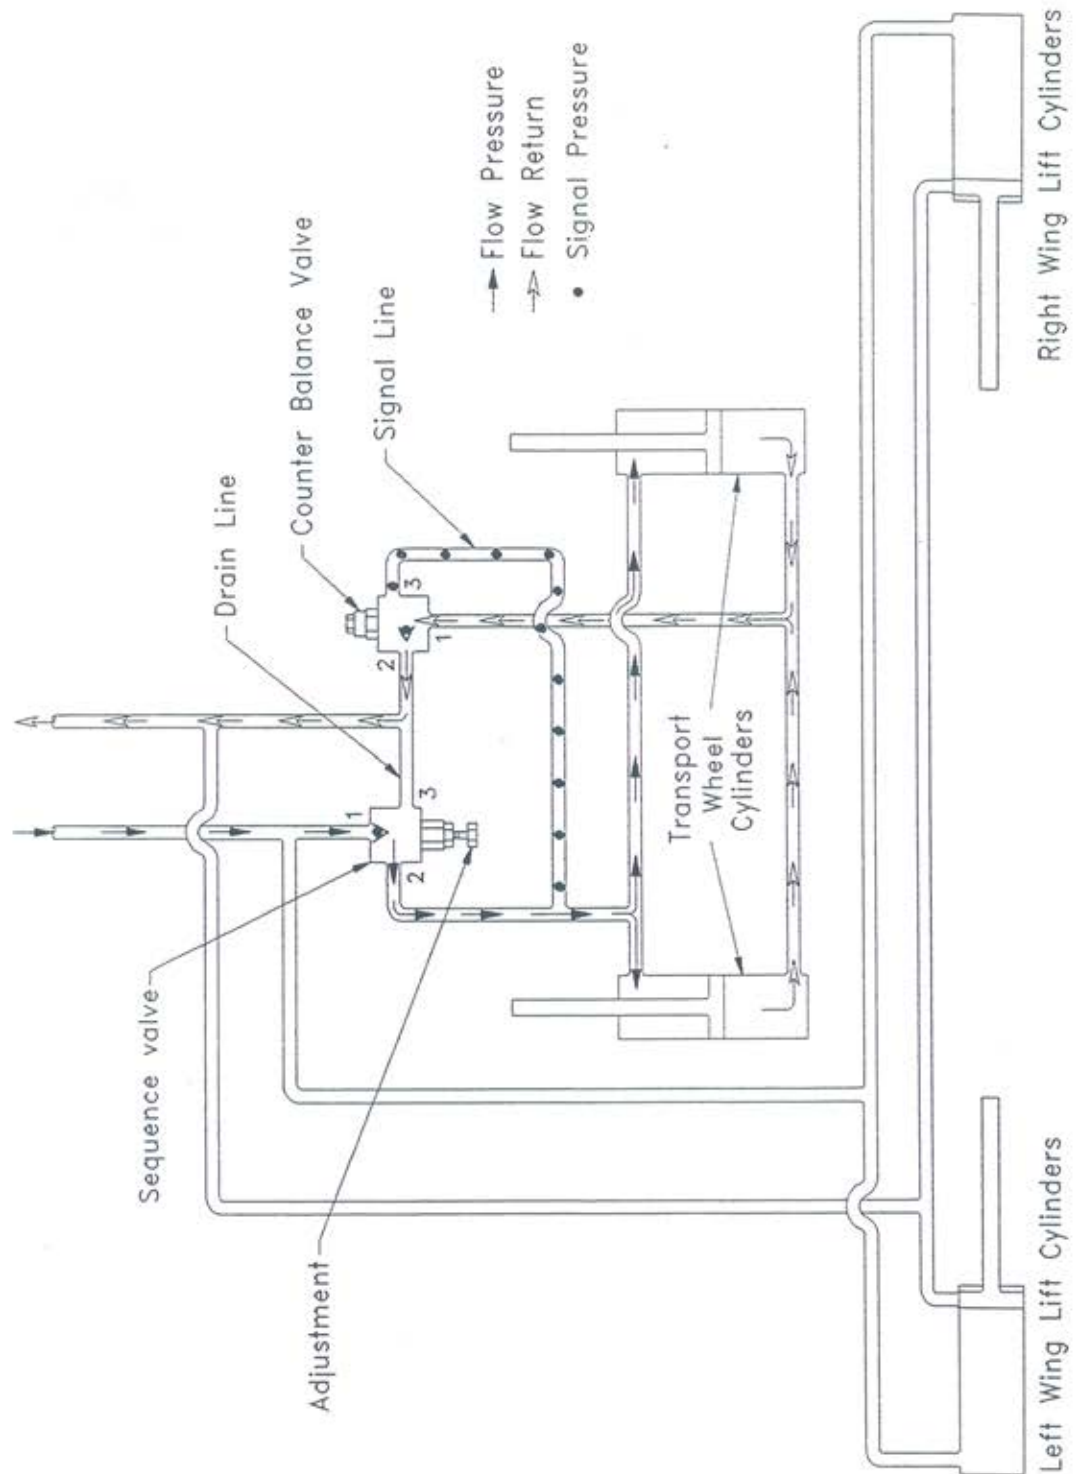 Flow Pressure
Flow Return
Signal Pressure
Counter Balance Valve
Signal Line
Drain Line
2
3
1
1
3
2
Sequence valve
Adjustment
Transport
Wheel
Cylinders
Left Wing Lift Cylinders
Right Wing Lift Cylinders